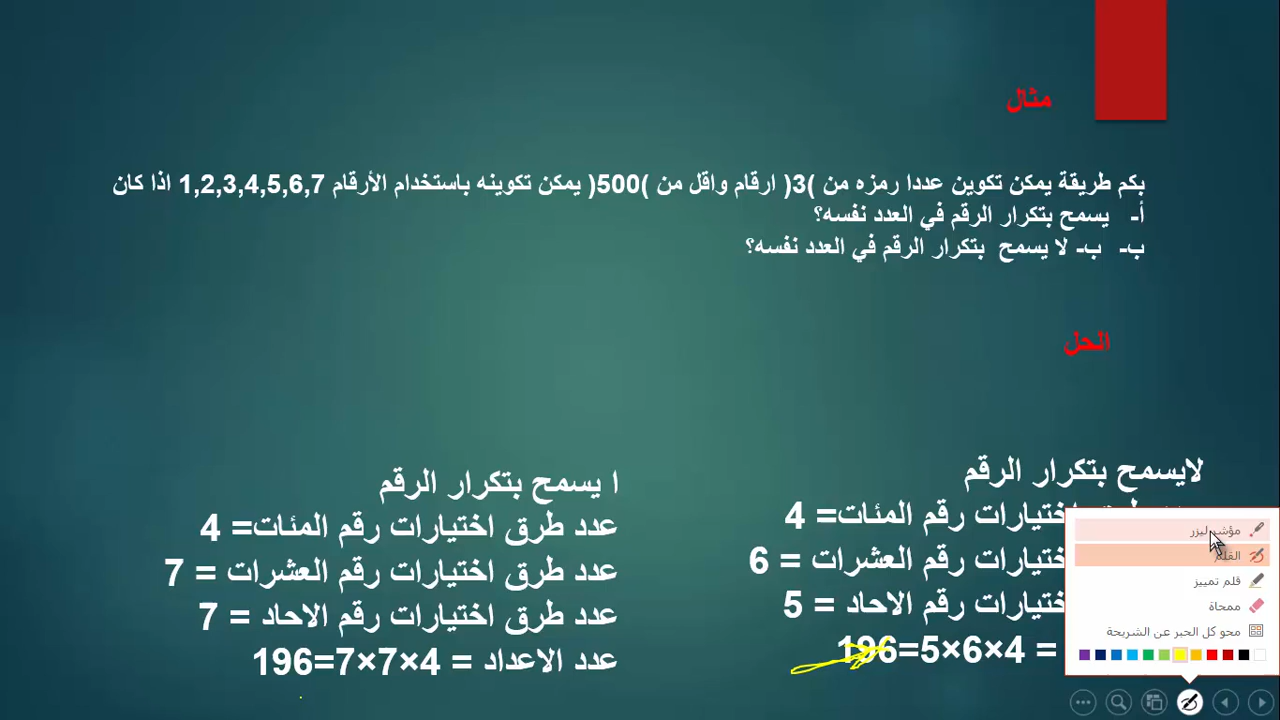 مثال
بكم طريقة يمكن تكوين عددا رمزه من )3( ارقام واقل من )500( يمكن تكوينه باستخدام الأرقام 1,2,3,4,5,6,7 اذا كان
أ- يسمح بتكرار الرقم في العدد نفسه؟
ب- ب- لا يسمح بتكرار الرقم في العدد نفسه؟
الحل
لايسمح بتكرار الرقم
اختيارات رقم المئات= 4
اختيارات رقم العشرات = 6
اختيارات رقم الاحاد = 5
= 4×6×5=196
ا يسمح بتكرار الرقم
عدد طرق اختيارات رقم المئات= 4
عدد طرق اختيارات رقم العشرات = 7
عدد طرق اختيارات رقم الاحاد = 7
عدد الاعداد = 4×7×7=196
مؤشر ليزر
القلم
قلم تمييز
ممحاة
محو كل الحبر عن الشريحة